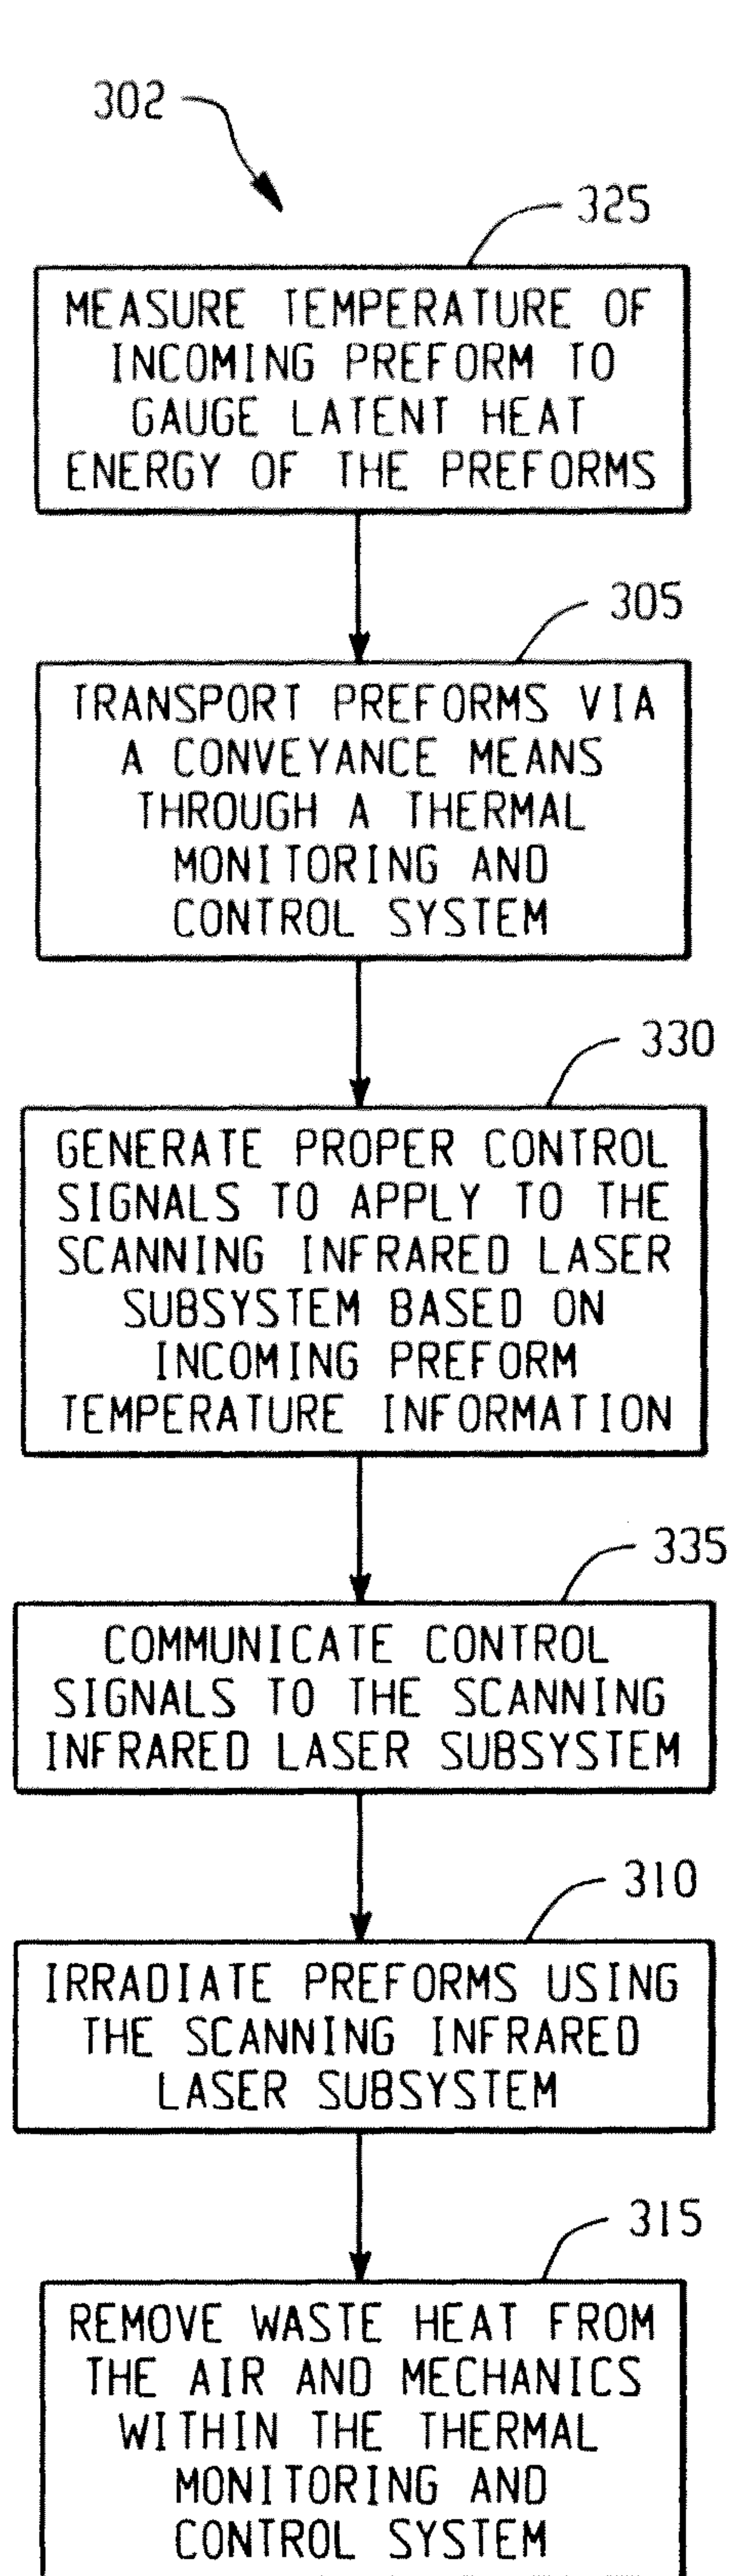 302
325
MEASURE TEMPERATURE OF
INCOMING PREFORM TO
GAUGE LATENT HEAT
ENERGY OF THE PREFORMS
305
TRANSPORT PREFORMS VIA
A CONVEYANCE MEANS
THROUGH A THERMAL
MONITORING AND
CONTROL SYSTEM
330
GENERATE PROPER CONTROL
SIGNALS TO APPLY TO THE
SCANNING INFRARED LASER
SUBSYSTEM BASED ON
INCOMING PREFORM
TEMPERATURE INFORMATION
335
COMMUNICATE CONTROL
SIGNALS TO THE SCANNING
INFRARED LASER SUBSYSTEM
310
IRRADIATE PREFORMS USING
THE SCANNING INFRARED
LASER SUBSYSTEM
315
REMOVE WASTE HEAT FROM
THE AIR AND MECHANICS
WITHIN THE THERMAL
MONITORING AND
CONTROL SYSTEM